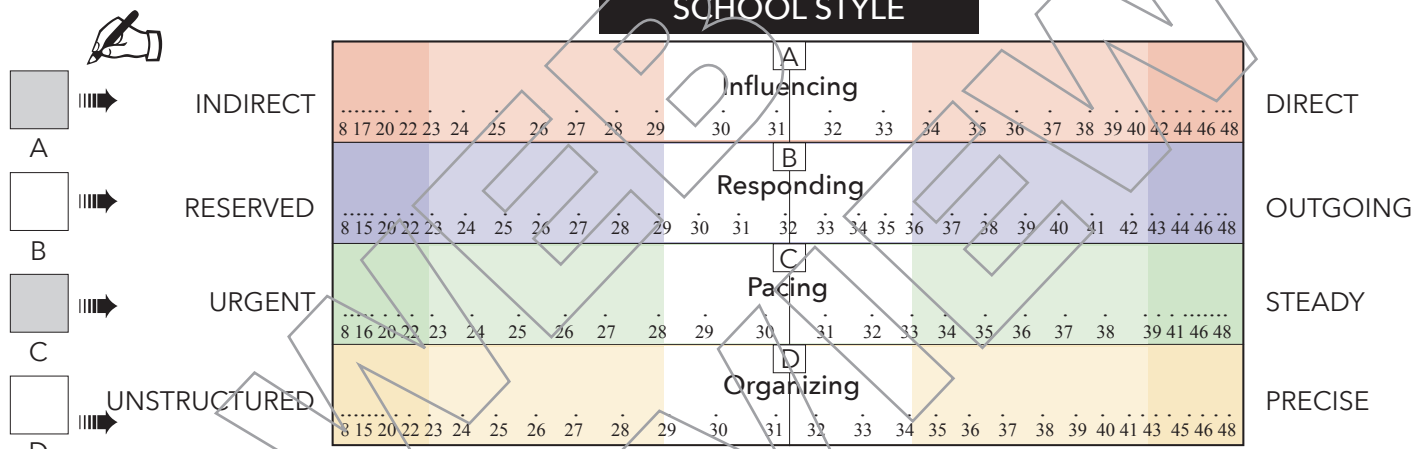 SCHOOL STYLE
A
Influencing
INDIRECT
DIRECT
8 17 20 22 23 24 25 26 27 28 29 30 31 32 33 34 35 36 37 38 39 40 42 44 46 48
A
B
Responding
RESERVED
OUTGOING
8 15 20 22 23 24 25 26 27 28 29 30 31 32 33 34 35 36 37 38 39 40 41 42 43 44 46 48
B
C
Pacing
URGENT
STEADY
8 16 20 22 23 24 25 26 27 28 29 30 31 32 33 34 35 36 37 38 39 41 46 48
C
D
Organizing
UNSTRUCTURED
PRECISE
8 15 20 22 23 24 25 26 27 28 29 30 31 32 33 34 35 36 37 38 39 40 41 43 45 46 48
D